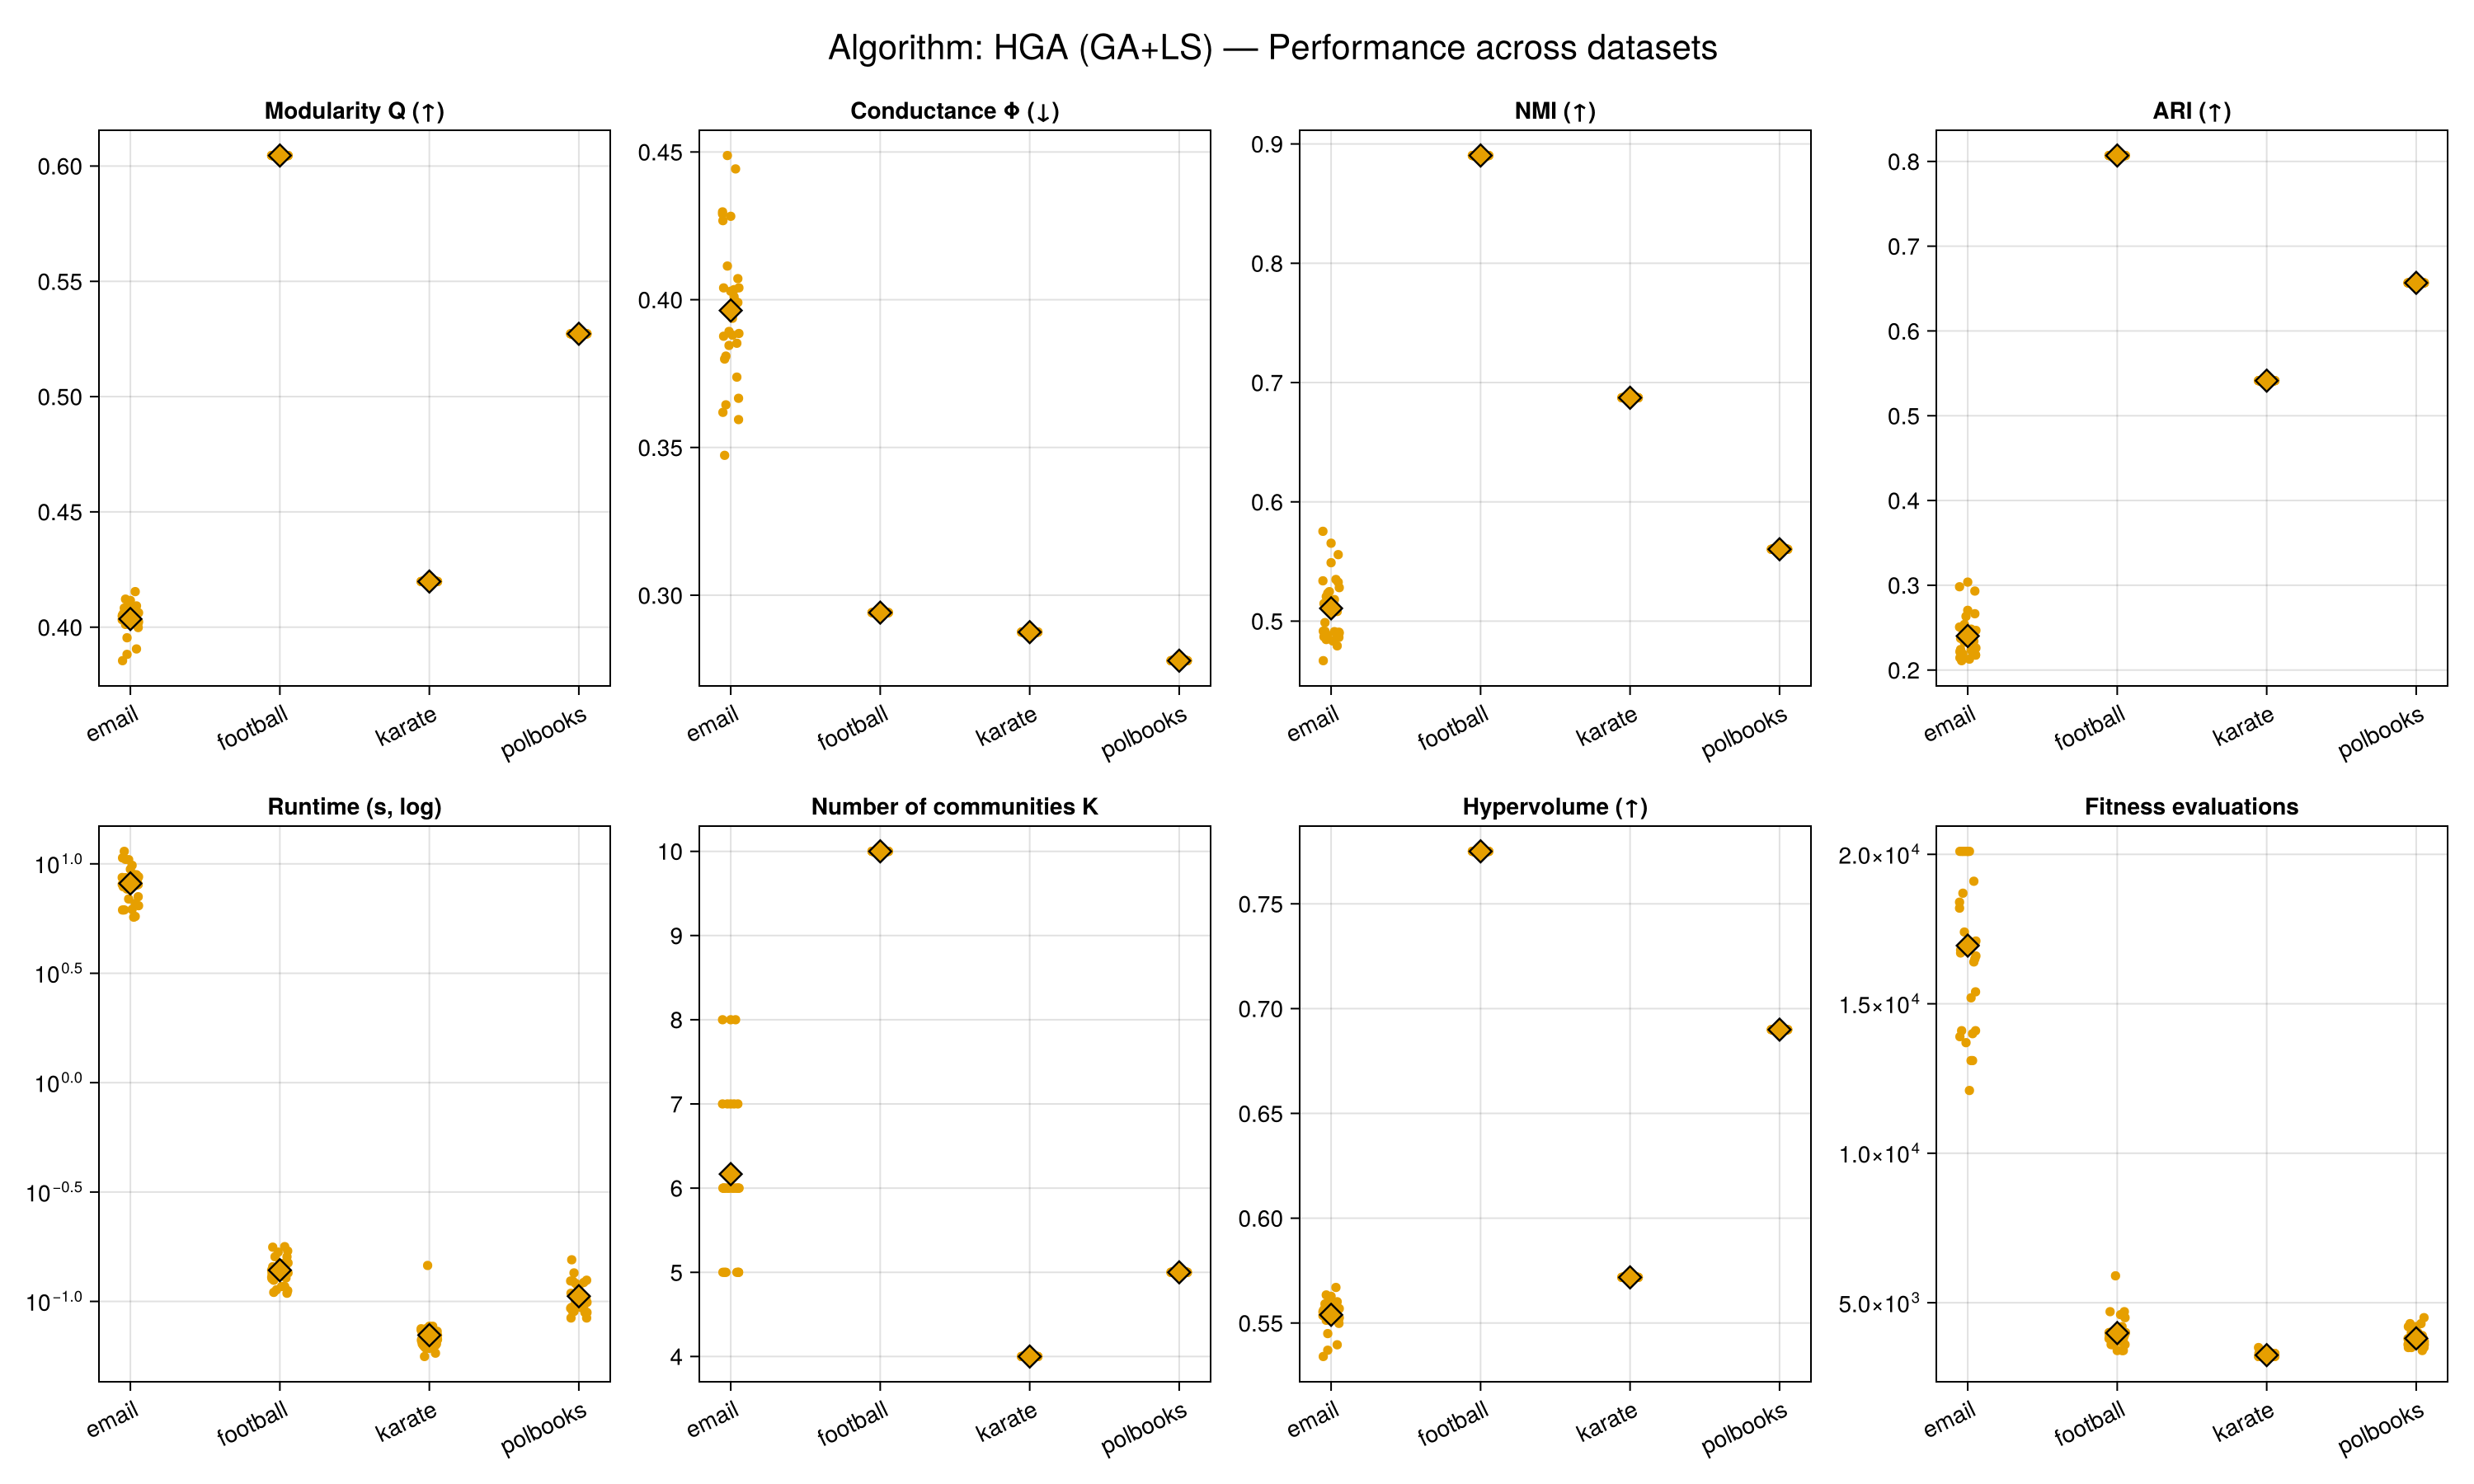 Algorithm: HGA (GA+LS) — Performance across datasets
Modularity Q (↑)
0.60
0.55
0.50
0.45
0.40
email
football
karate
polbooks
Conductance Φ (↓)
0.45
0.40
0.35
0.30
email
football
karate
polbooks
NMI (↑)
0.9
0.8
0.7
0.6
0.5
email
football
karate
polbooks
ARI (↑)
0.8
0.7
0.6
0.5
0.4
0.3
0.2
email
football
karate
polbooks
Runtime (s, log)
10^1.0
10^0.5
10^0.0
10^−0.5
10^−1.0
email
football
karate
polbooks
Number of communities K
10
9
8
7
6
5
4
email
football
karate
polbooks
Hypervolume (↑)
0.75
0.70
0.65
0.60
0.55
email
football
karate
polbooks
Fitness evaluations
2.0×10^4
1.5×10^4
1.0×10^4
5.0×10^3
email
football
karate
polbooks